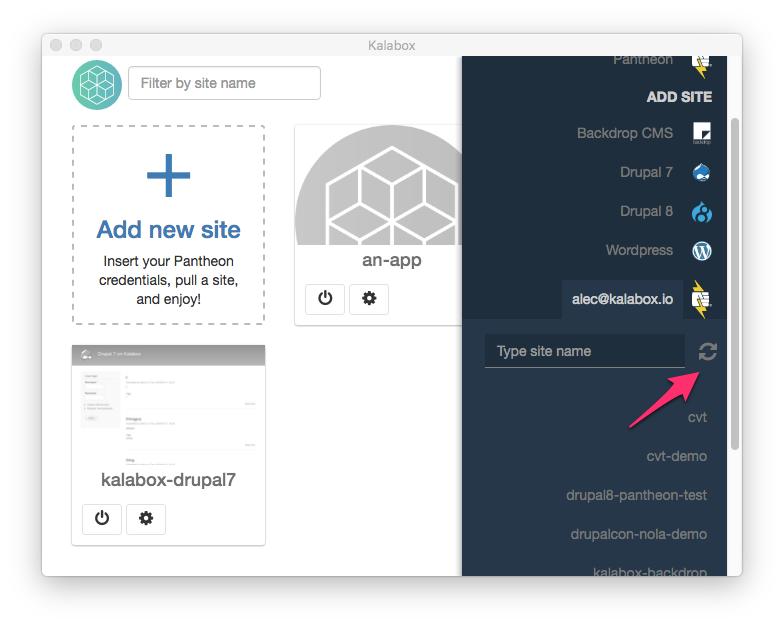 Kalabox
Filter by site name
Add new site
Insert your Pantheon
credentials, pull a site,
and enjoy!
an-app
Drupal 7 on Kalabox
kalabox-drupal7
Pantheon
ADD SITE
Backdrop CMS
Drupal 7
Drupal 8
Wordpress
alec@kalabox.io
Type site name
cvt
cvt-demo
drupal8-pantheon-test
drupalcon-nola-demo
kalabox-backdrop